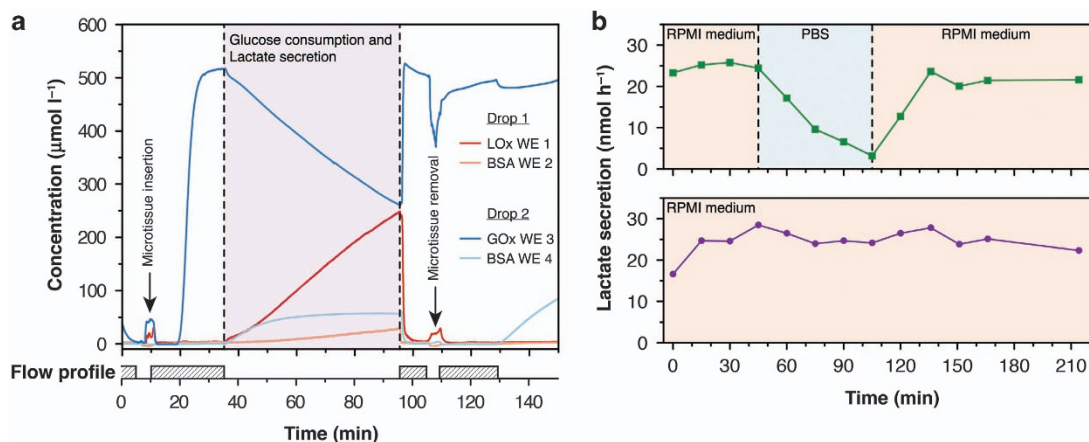 a
Concentration (μmol l⁻¹)
600
500
400
300
200
100
0
Glucose consumption and
Lactate secretion
Microtissue insertion
Microtissue removal
Drop 1
LOx WE 1
BSA WE 2
Drop 2
GOx WE 3
BSA WE 4
Flow profile
0 20 40 60 80 100 120 140
Time (min)
b
Lactate secretion (nmol h⁻¹)
RPMI medium PBS RPMI medium
30
20
10
0
RPMI medium
30
20
10
0
0 30 60 90 120 150 180 210
Time (min)